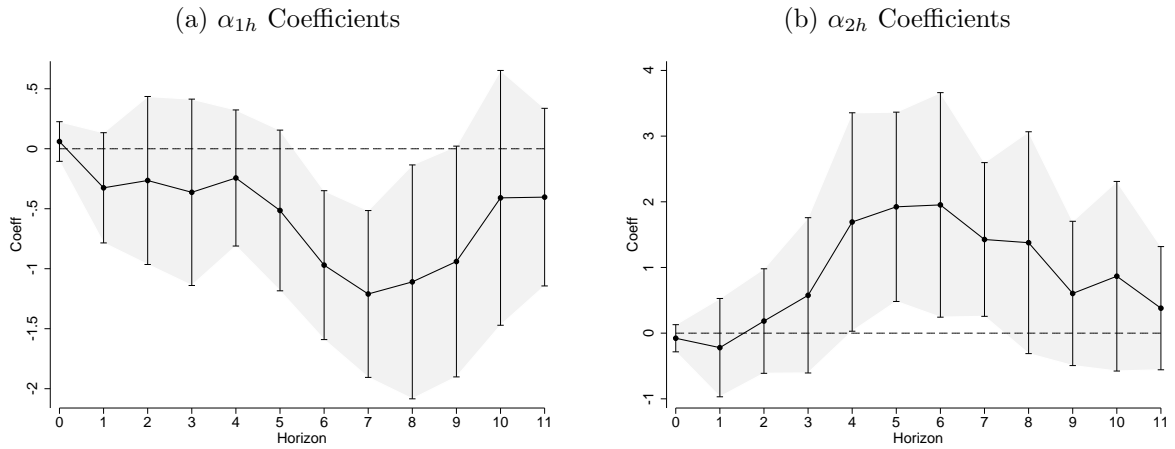 (a) α1h Coefficients
(b) α2h Coefficients
.5
0
-.5
-1
-1.5
-2
Coeff
0 1 2 3 4 5 6 7 8 9 10 11
Horizon
4
3
2
1
0
-1
Coeff
0 1 2 3 4 5 6 7 8 9 10 11
Horizon